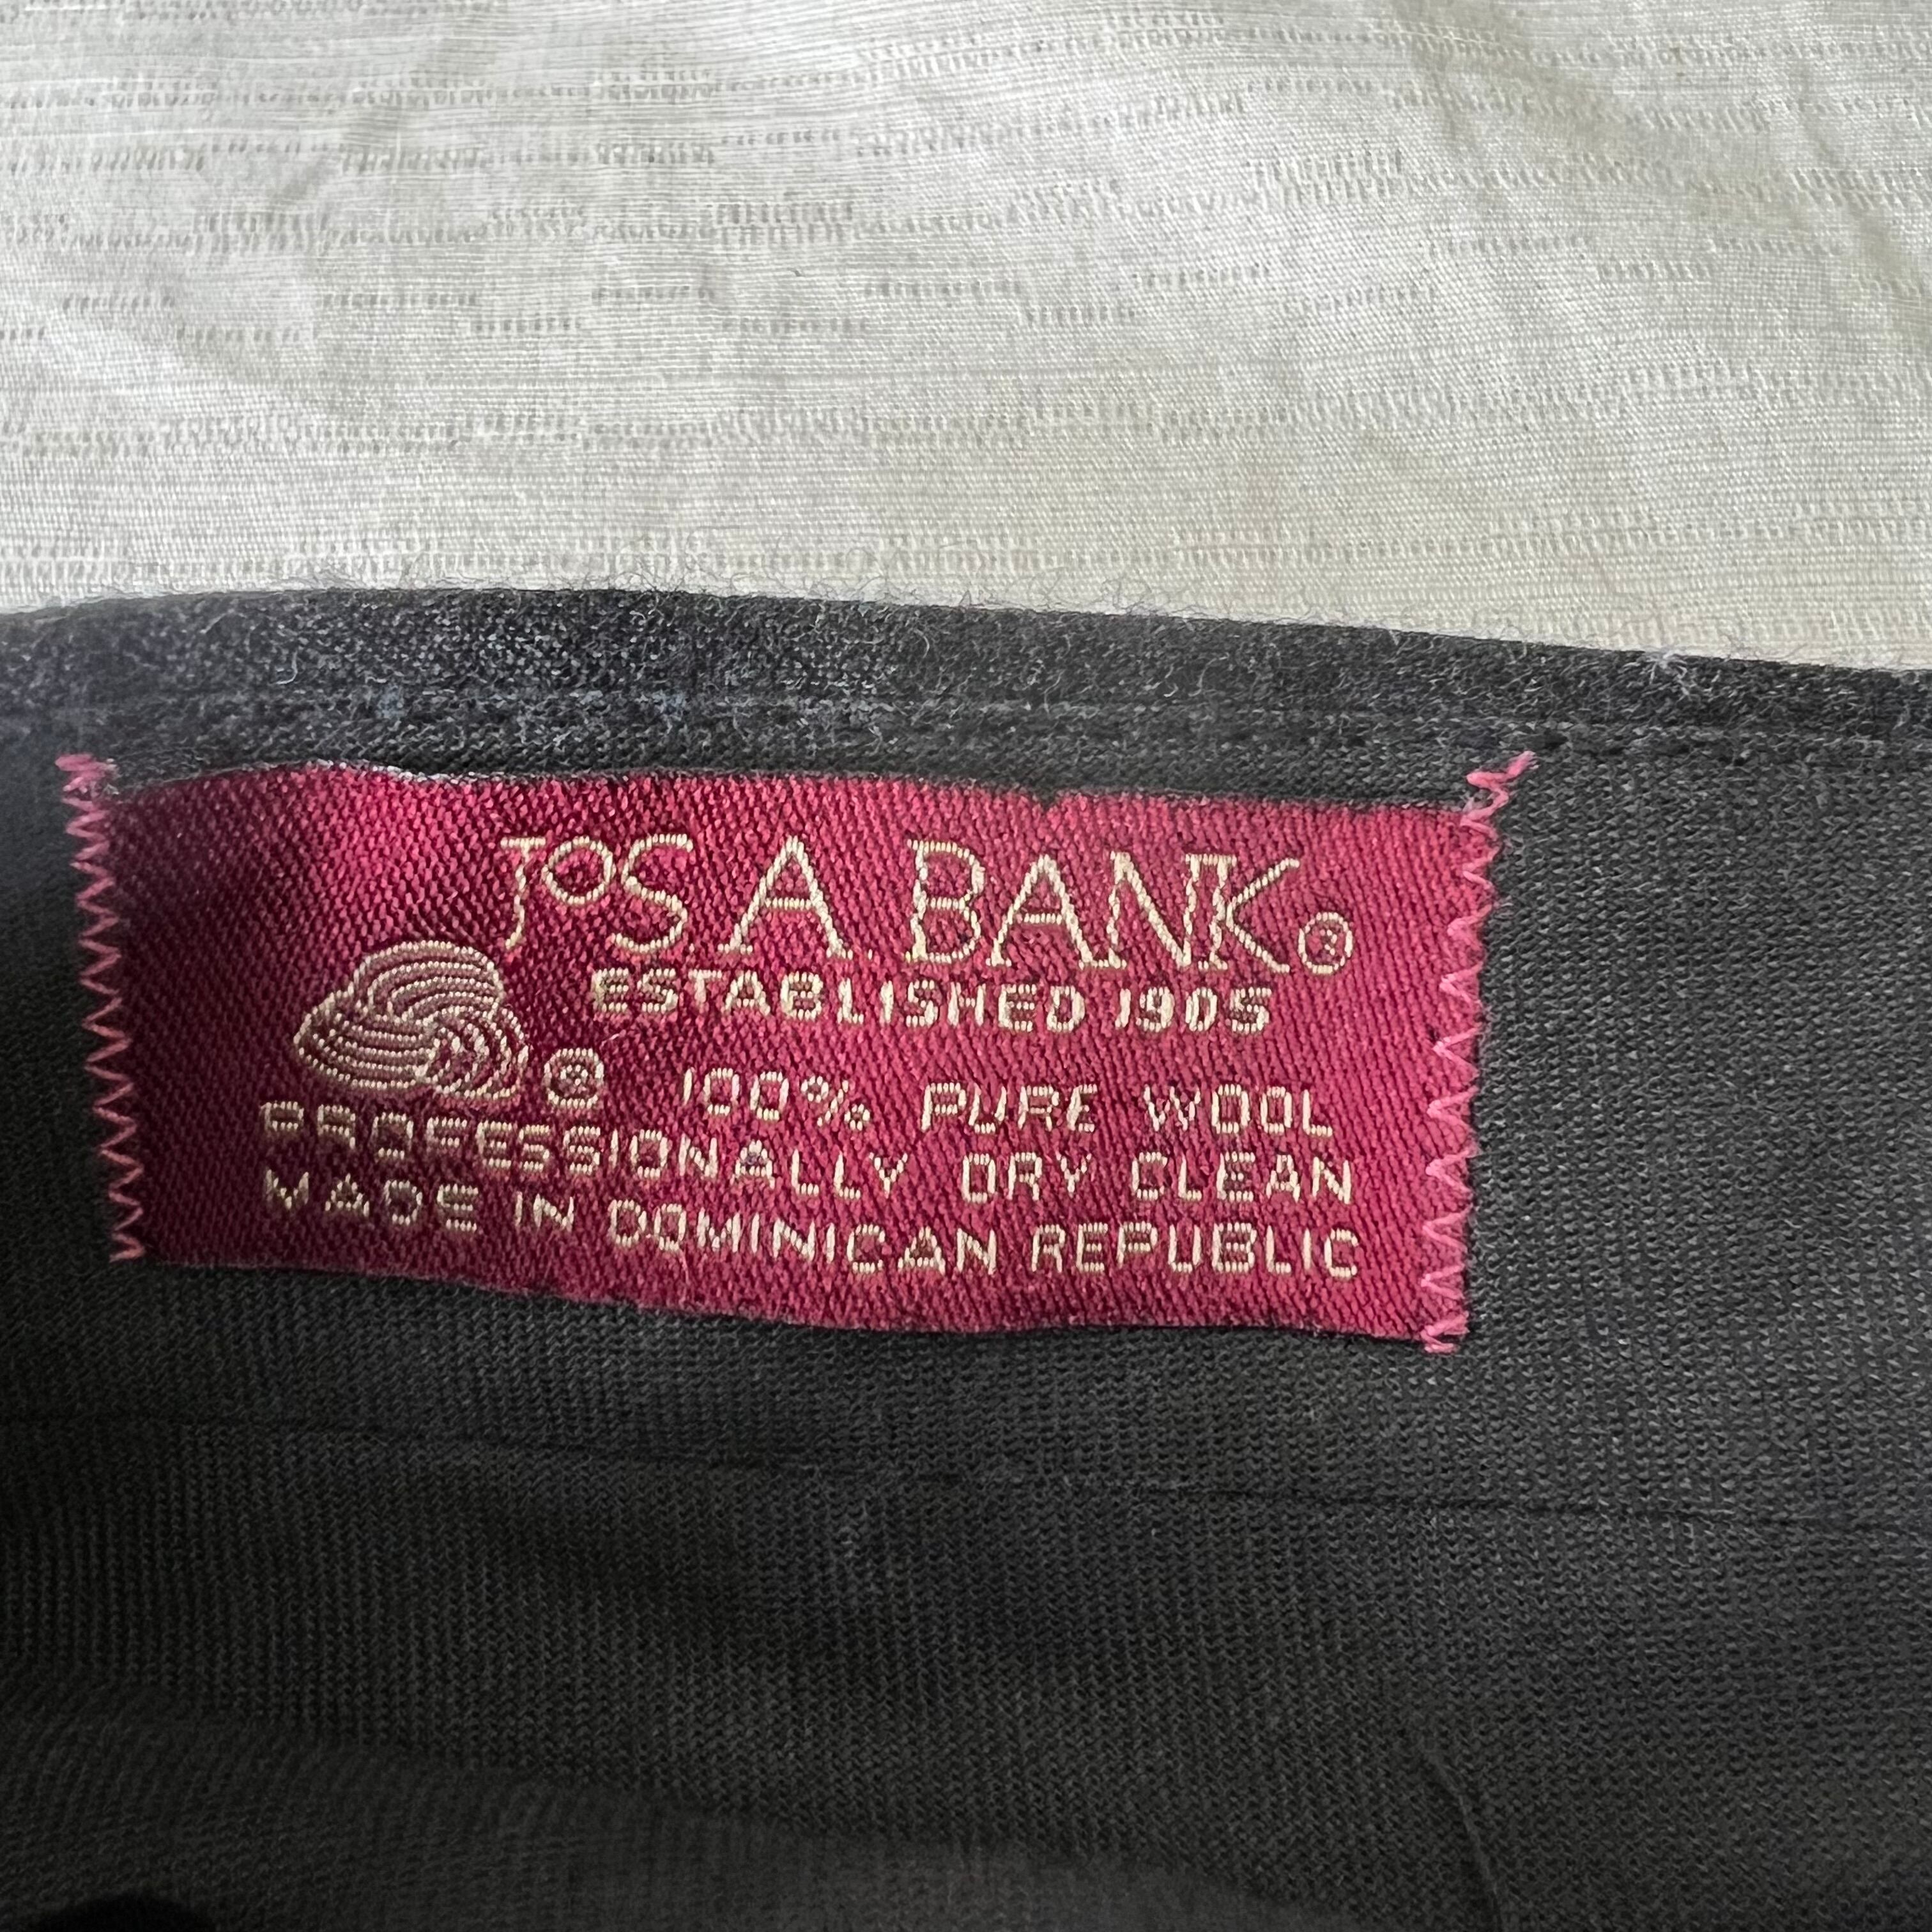 JOS. A. BANK®
ESTABLISHED 1905
® 100% PURE WOOL
PROFESSIONALLY DRY CLEAN
MADE IN DOMINICAN REPUBLIC